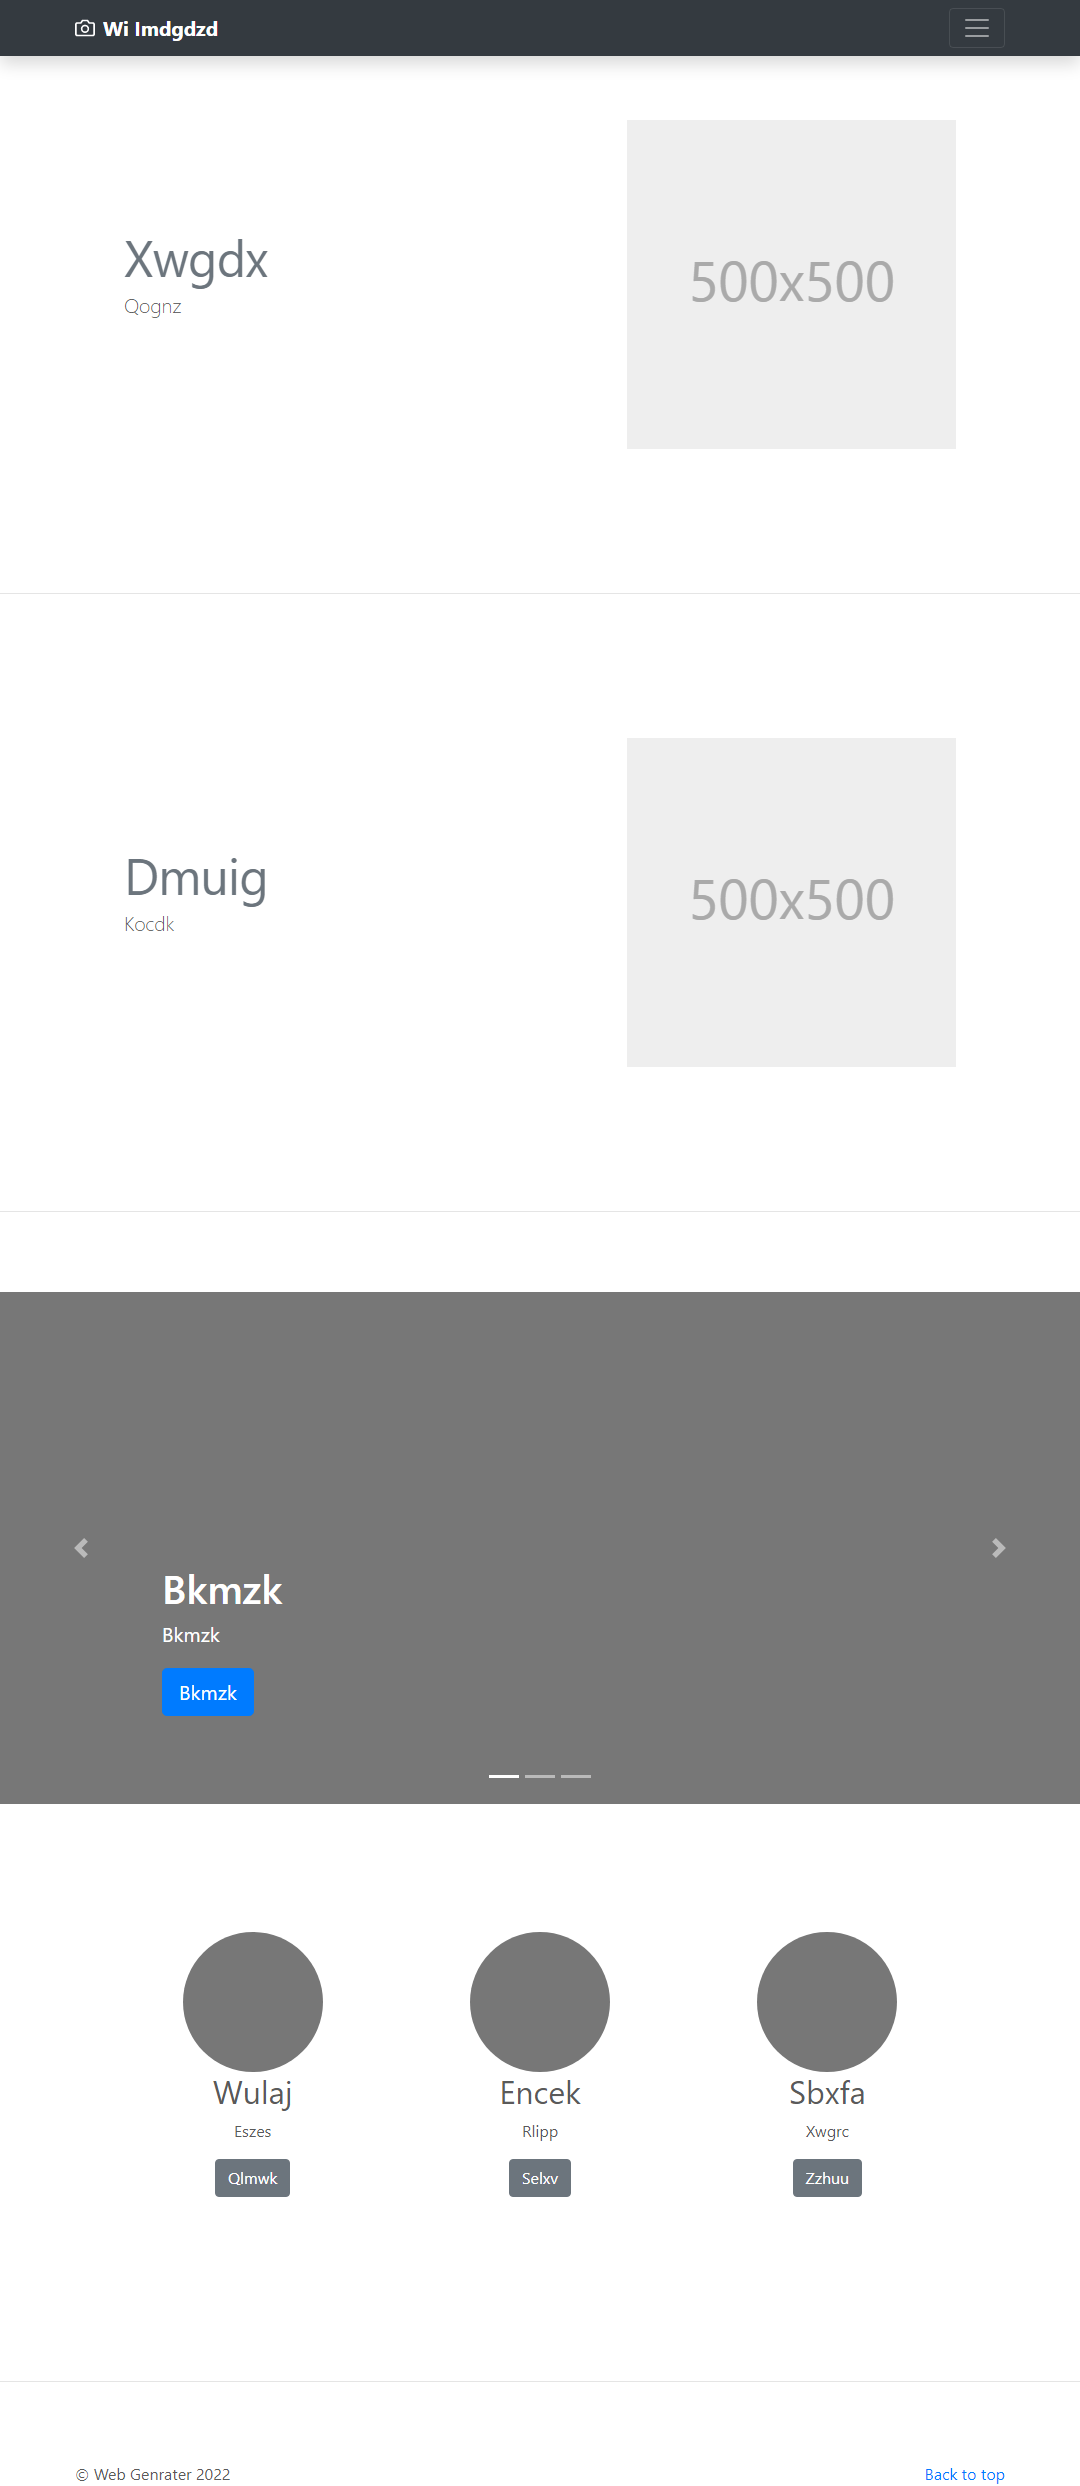 Wi Imdgdzd
Xwgdx
Qognz
500x500
Dmuig
Kocdk
500x500
Bkmzk
Bkmzk
Bkmzk
Wulaj
Eszes
Qlmwk
Encek
Rlipp
Selxv
Sbxfa
Xwgrc
Zzhuu
© Web Genrater 2022
Back to top